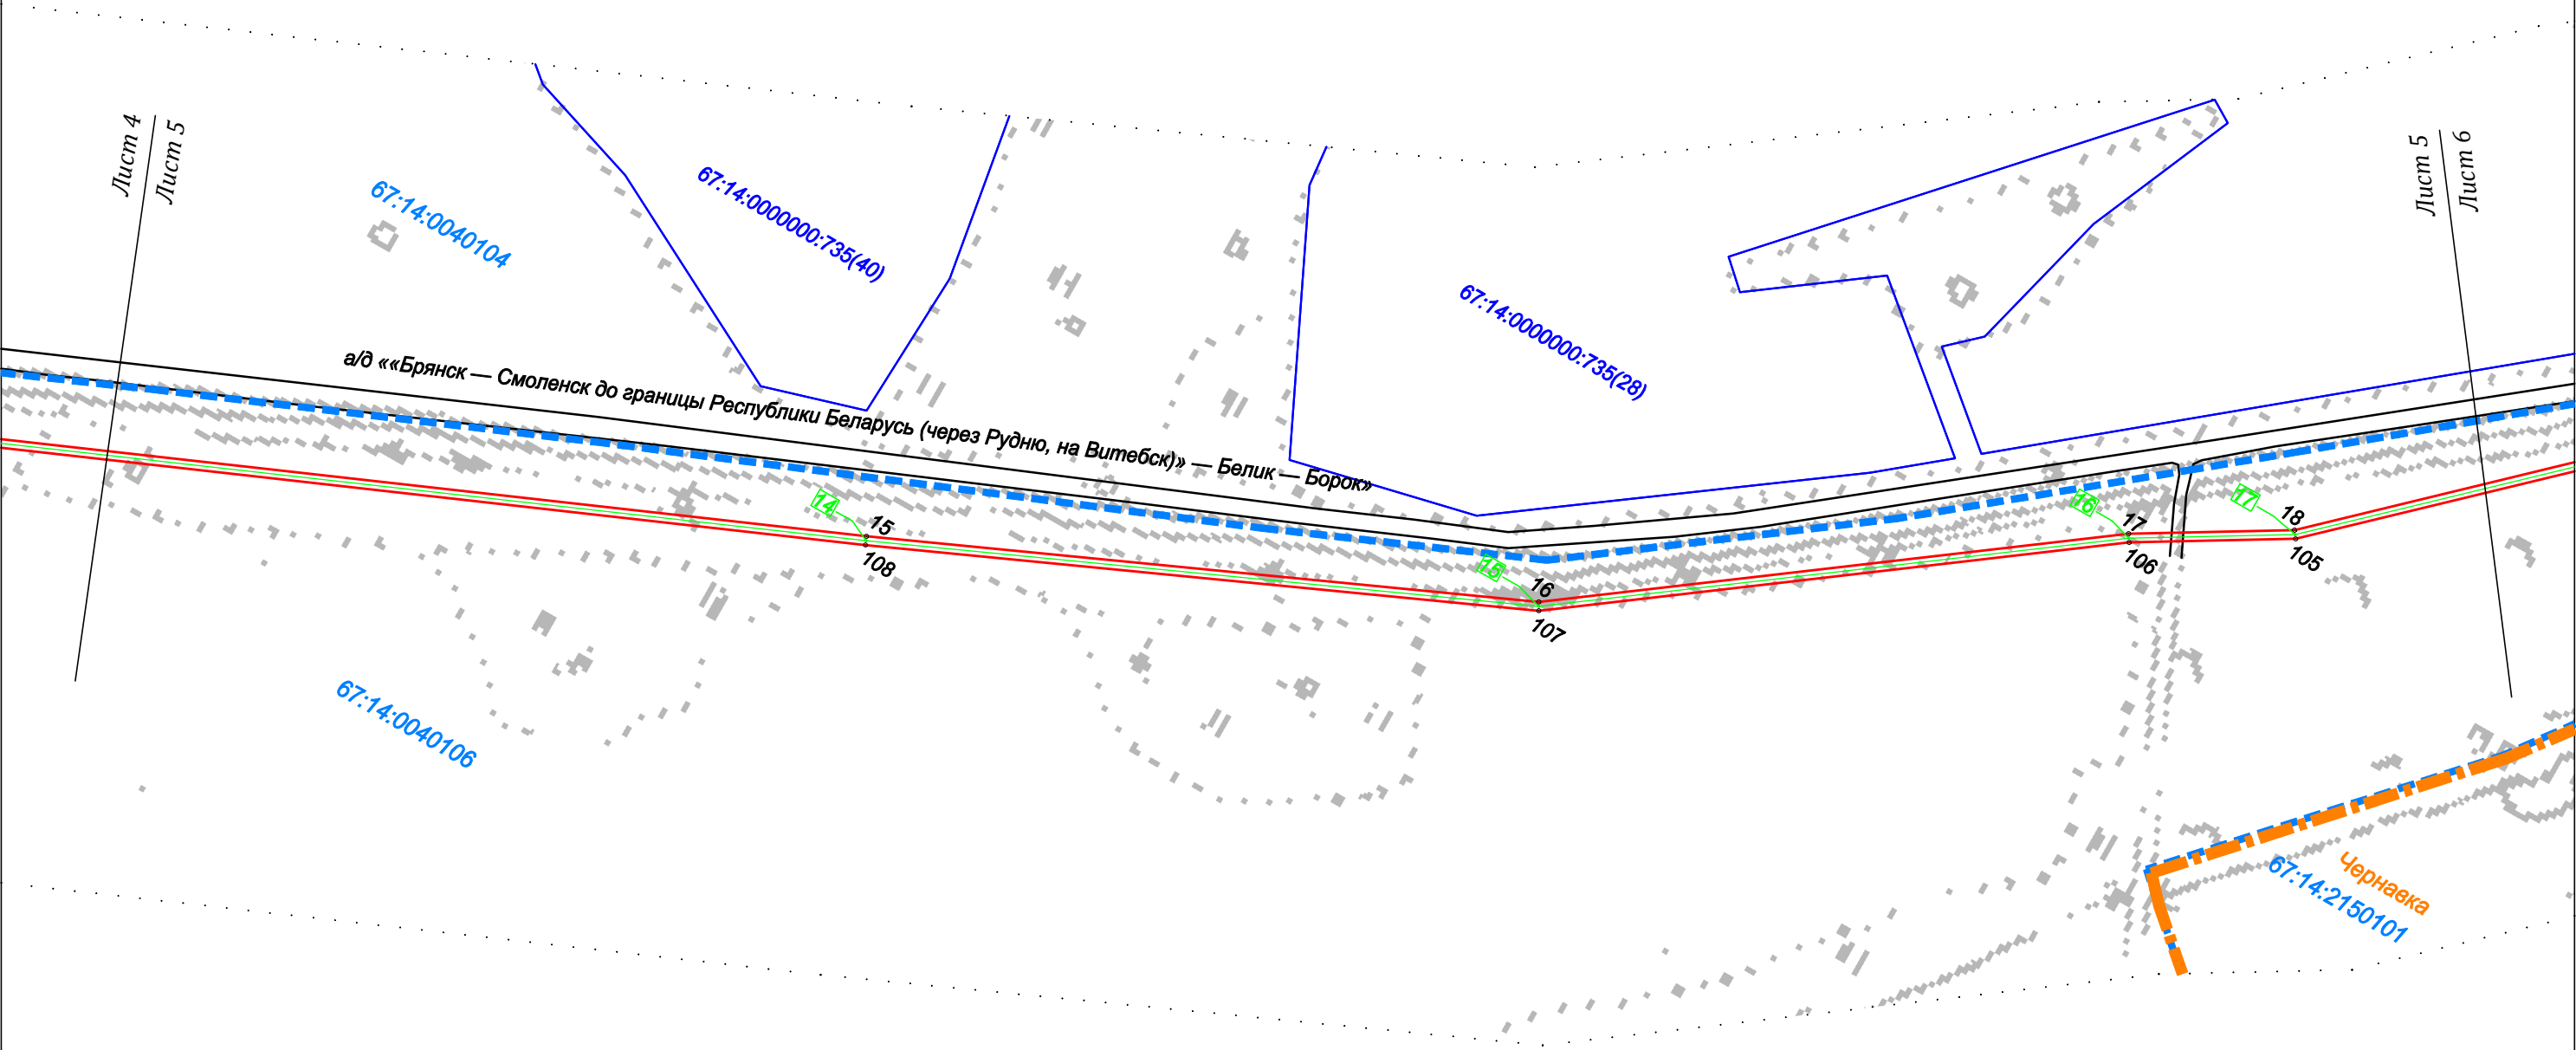 Лист 4
Лист 5
67:14:0040104
67:14:0000000:735(40)
67:14:0000000:735(28)
Лист 5
Лист 6
а/д ««Брянск — Смоленск до границы Республики Беларусь (через Рудню, на Витебск)» — Белик — Борок»
14
15
108
15
16
107
16
17
106
17
18
105
67:14:0040106
Чернавка
67:14:2150101